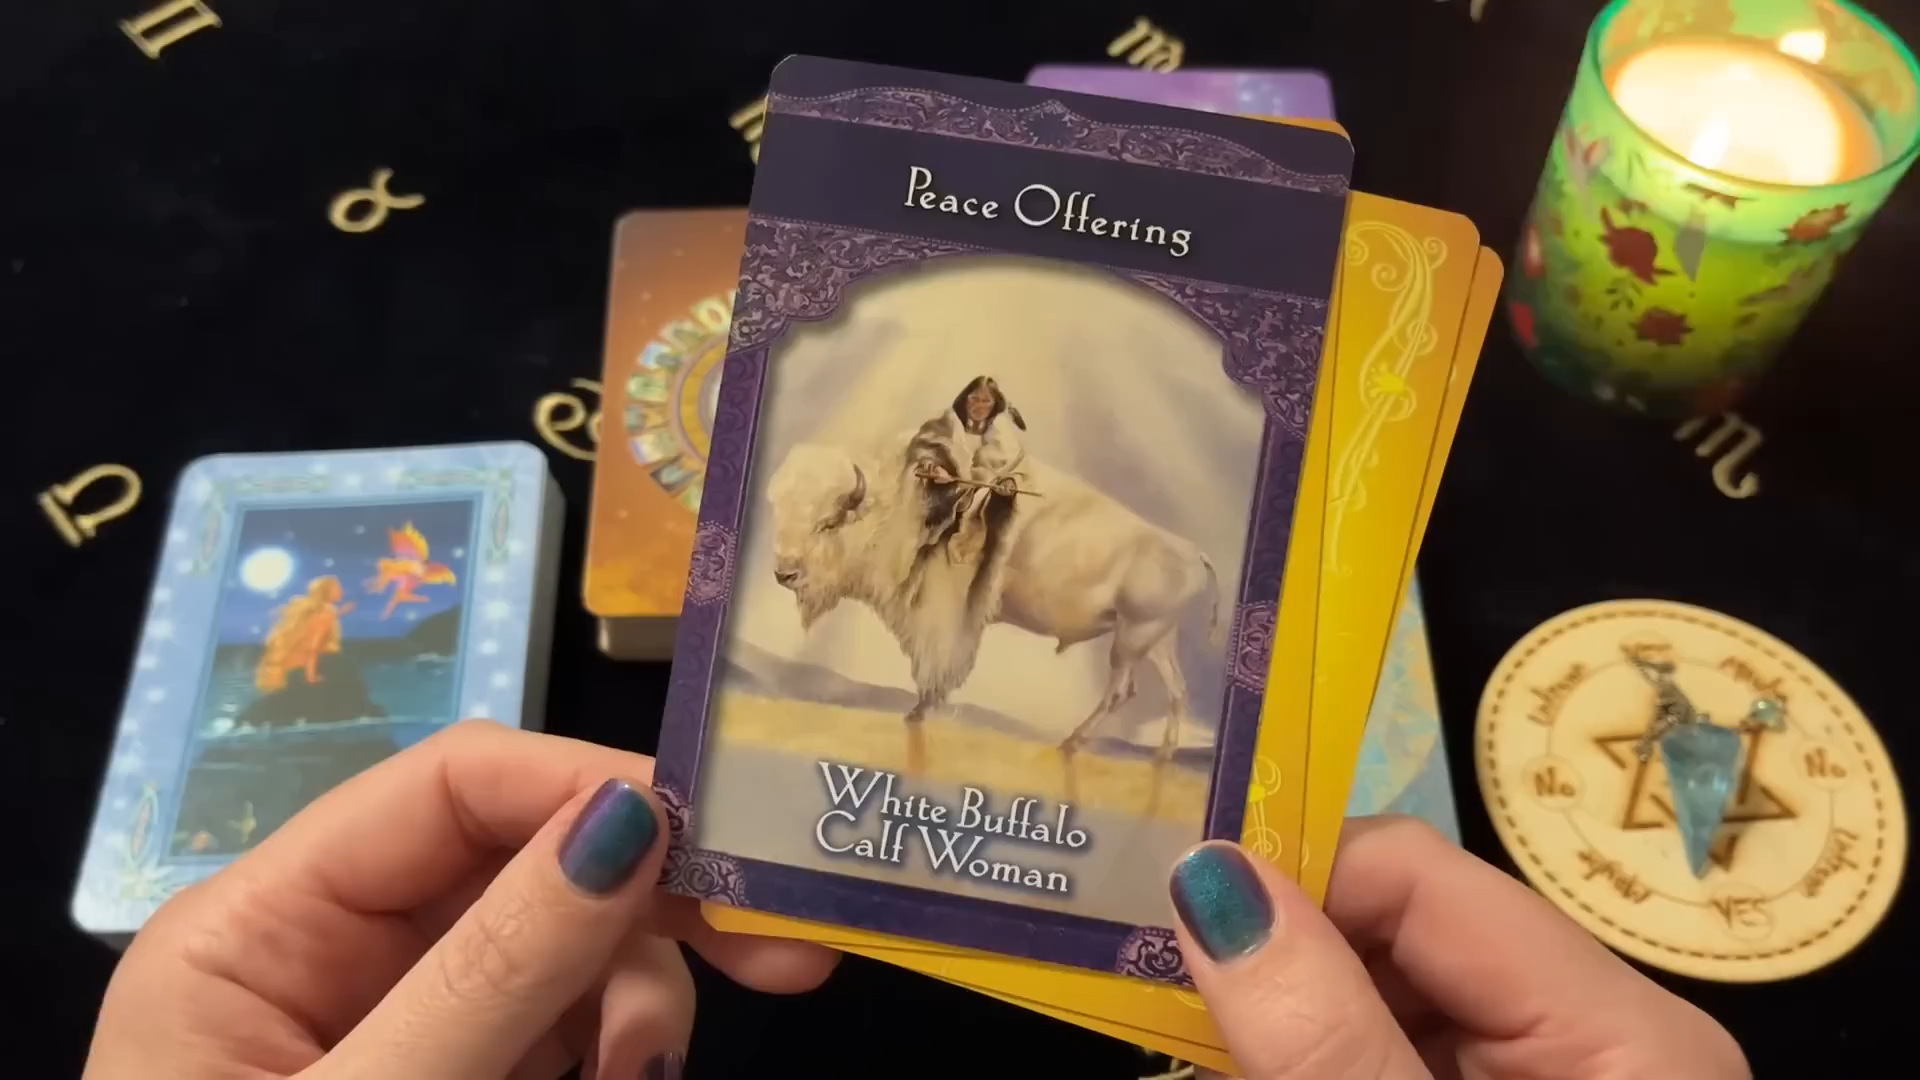 Peace Offering
White Buffalo
Calf Woman
No
No
YES